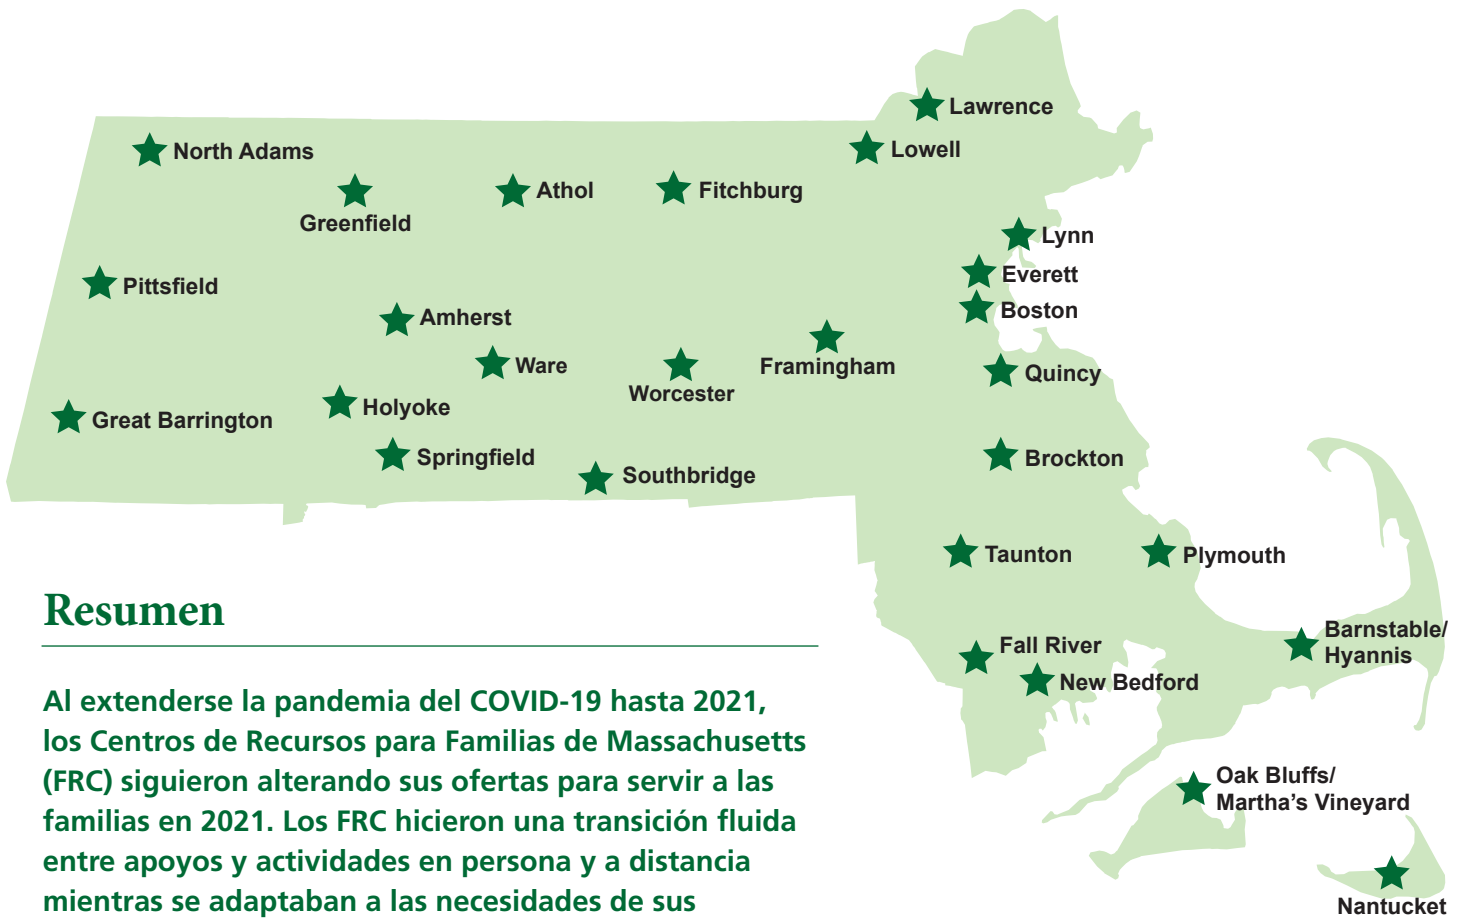 Lawrence
Lowell
North Adams
Athol
Fitchburg
Greenfield
Lynn
Everett
Pittsfield
Boston
Amherst
Ware
Framingham
Quincy
Worcester
Holyoke
Great Barrington
Springfield
Brockton
Southbridge
Taunton
Plymouth
Barnstable/
Hyannis
Fall River
New Bedford
Oak Bluffs/
Martha’s Vineyard
Nantucket
Resumen
Al extenderse la pandemia del COVID-19 hasta 2021,
los Centros de Recursos para Familias de Massachusetts
(FRC) siguieron alterando sus ofertas para servir a las
familias en 2021. Los FRC hicieron una transición fluida
entre apoyos y actividades en persona y a distancia
mientras se adaptaban a las necesidades de sus